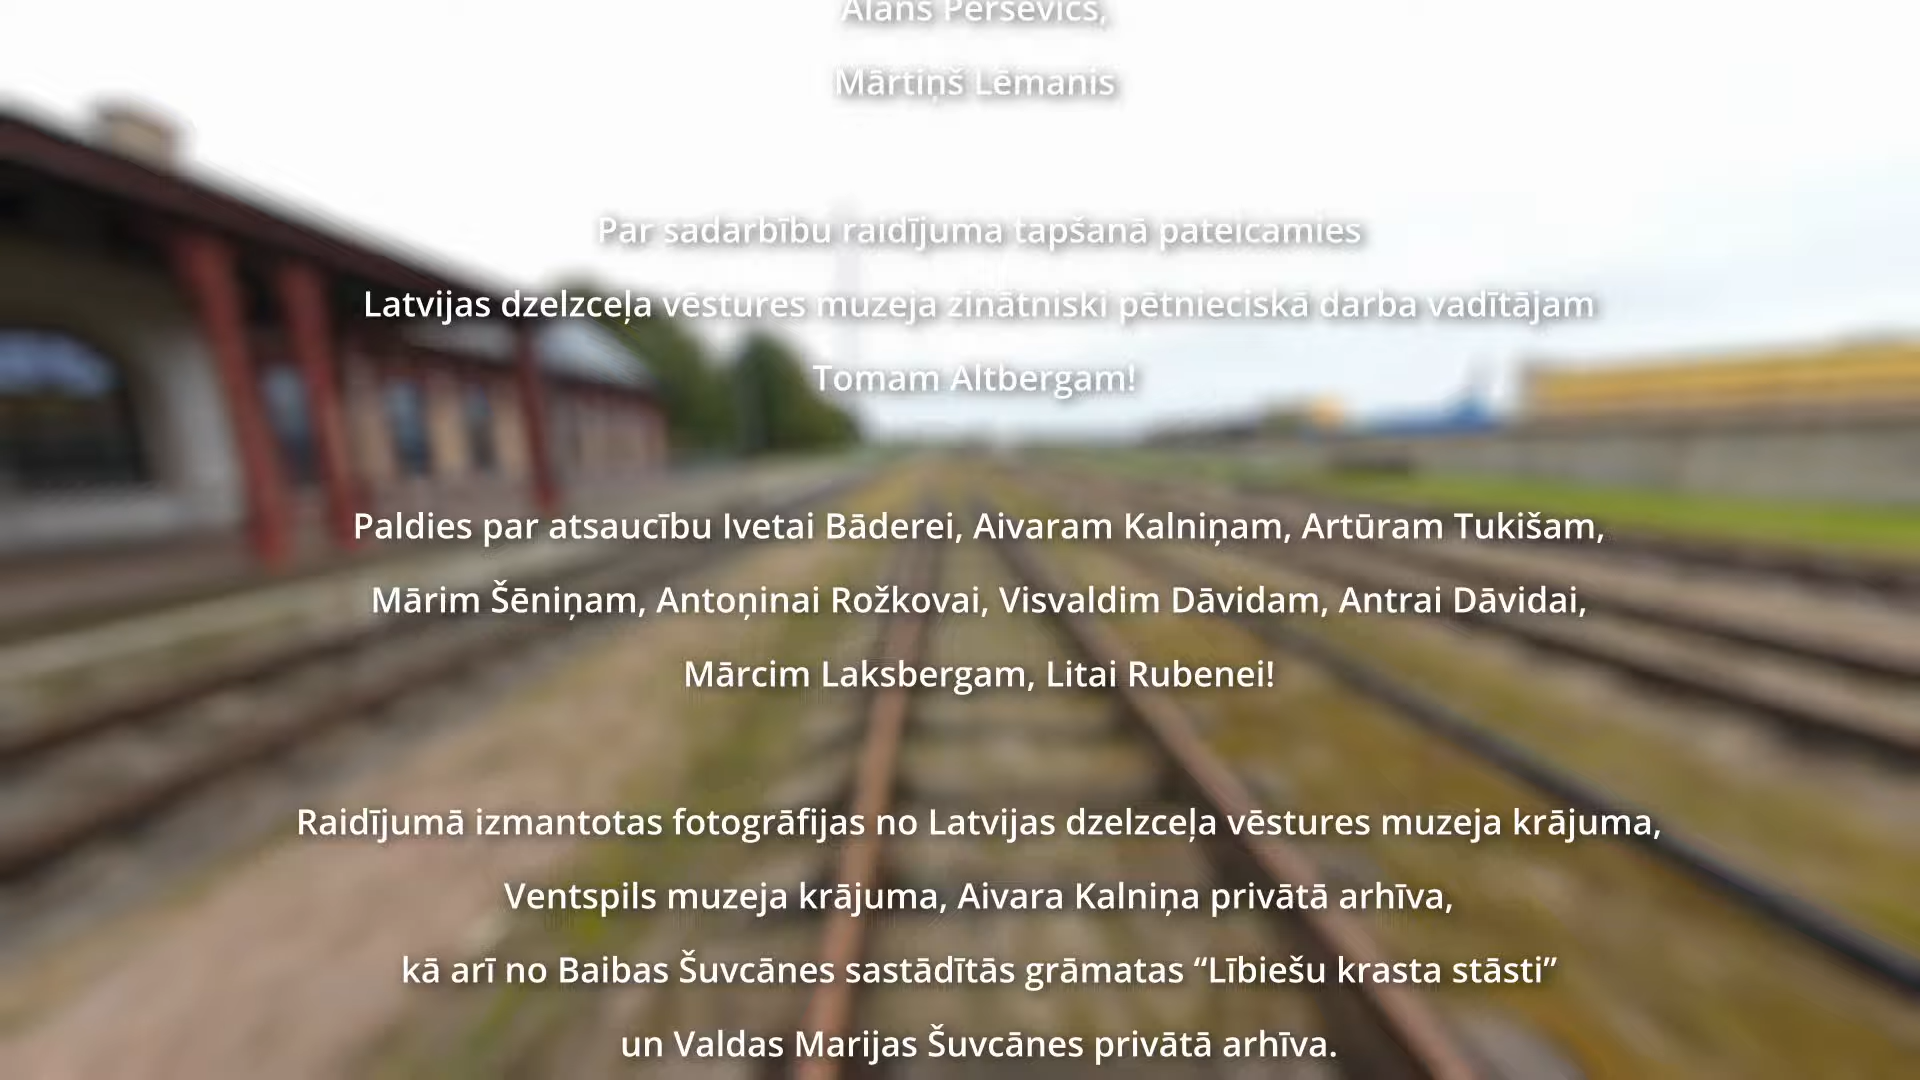 Alans Peršēvics,
Mārtiņš Lēmanis
Par sadarbību raidījuma tapšanā pateicamies
Latvijas dzelzceļa vēstures muzeja zinātniski pētnieciskā darba vadītājam
Tomam Altbergam!
Paldies par atsaucību Ivetai Bāderei, Aivaram Kalniņam, Artūram Tukišam,
Mārim Šēniņam, Antoņinai Rožkovai, Visvaldim Dāvidam, Antrai Dāvidai,
Mārcim Laksbergam, Litai Rubenei!
Raidījumā izmantotas fotogrāfijas no Latvijas dzelzceļa vēstures muzeja krājuma,
Ventspils muzeja krājuma, Aivara Kalniņa privātā arhīva,
kā arī no Baibas Šuvcānes sastādītās grāmatas “Lībiešu krasta stāsti”
un Valdas Marijas Šuvcānes privātā arhīva.